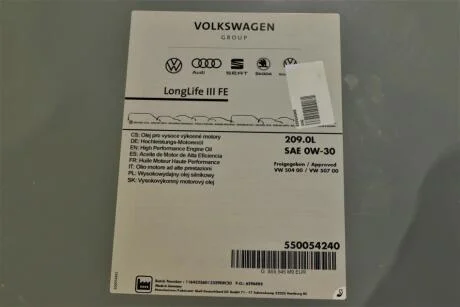 VOLKSWAGEN
GROUP
Audi
SEAT
ŠKODA
LongLife III FE
CS: Olej pro vysoce výkonné motory
DE: Hochleistungs-Motorenöl
EN: High Performance Engine Oil
ES: Aceite de Motor de Alta Eficiencia
FR: Huile Moteur Haute Performance
IT: Olio motore ad alte prestazioni
PL: Wysokowydajny olej silnikowy
SK: Vysokovýkonný motorový olej
209.0L
SAE 0W-30
Freigegeben / Approved
VW 504 00 / VW 507 00
550054240
Made in Germany